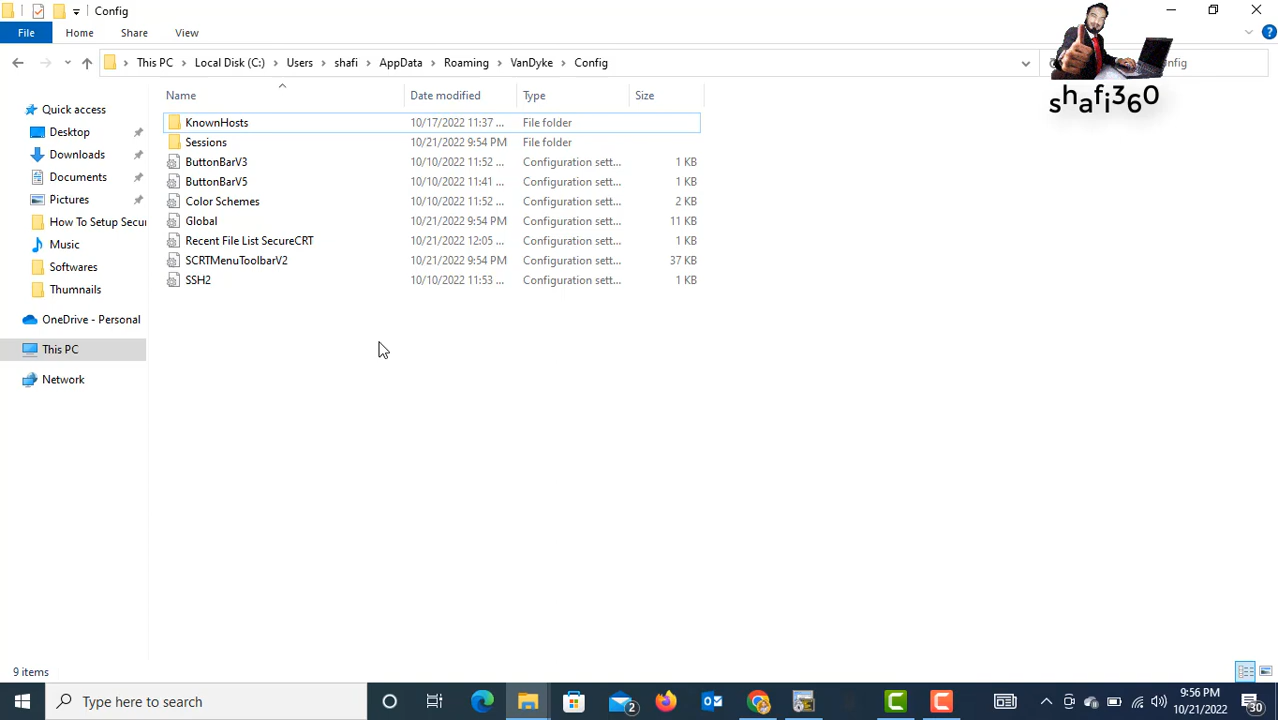 Config
File Home Share View
This PC Local Disk (C:) Users shafi AppData Roaming VanDyke Config
shafi360
Name Date modified Type Size
Quick access
Desktop
Downloads
Documents
Pictures
How To Setup Secu
Music
Softwares
Thumnails
OneDrive - Personal
This PC
Network
KnownHosts 10/17/2022 11:37 ... File folder
Sessions 10/21/2022 9:54 PM File folder
ButtonBarV3 10/10/2022 11:52 ... Configuration sett... 1 KB
ButtonBarV5 10/10/2022 11:41 ... Configuration sett... 1 KB
Color Schemes 10/10/2022 11:52 ... Configuration sett... 2 KB
Global 10/21/2022 9:54 PM Configuration sett... 11 KB
Recent File List SecureCRT 10/21/2022 12:05 ... Configuration sett... 1 KB
SCRTMenuToolbarV2 10/21/2022 9:54 PM Configuration sett... 37 KB
SSH2 10/10/2022 11:53 ... Configuration sett... 1 KB
9 items
Type here to search
2
9:56 PM
10/21/2022
30